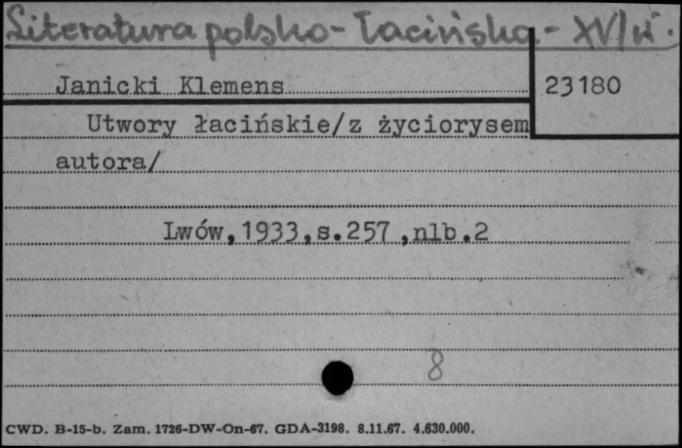 Literatura polsko-łacińska - XVI w.
Janicki Klemens
23180
Utwory łacińskie/z życiorysem
autora/
Lwów,1933,s.257,nlb.2
8
CWD. B-15-b. Zam. 1726-DW-On-67. GDA-3198. 8.11.67. 4.630.000.